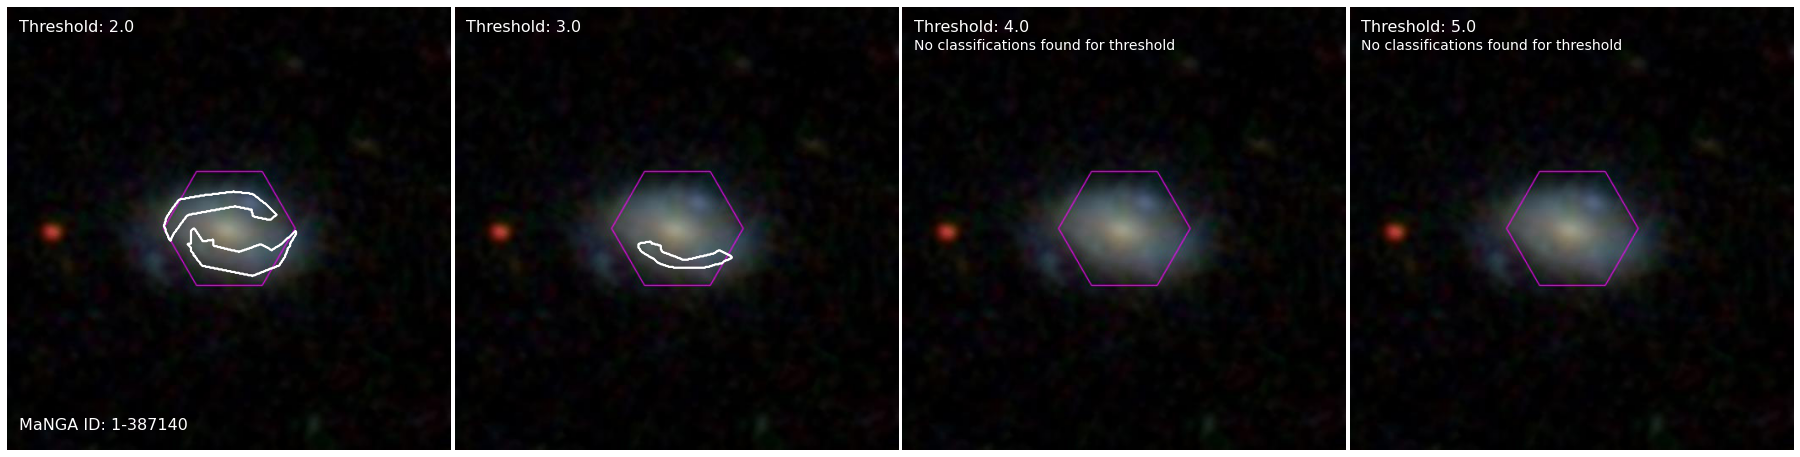 Threshold: 2.0
MaNGA ID: 1-387140
Threshold: 3.0
Threshold: 4.0
No classifications found for threshold
Threshold: 5.0
No classifications found for threshold